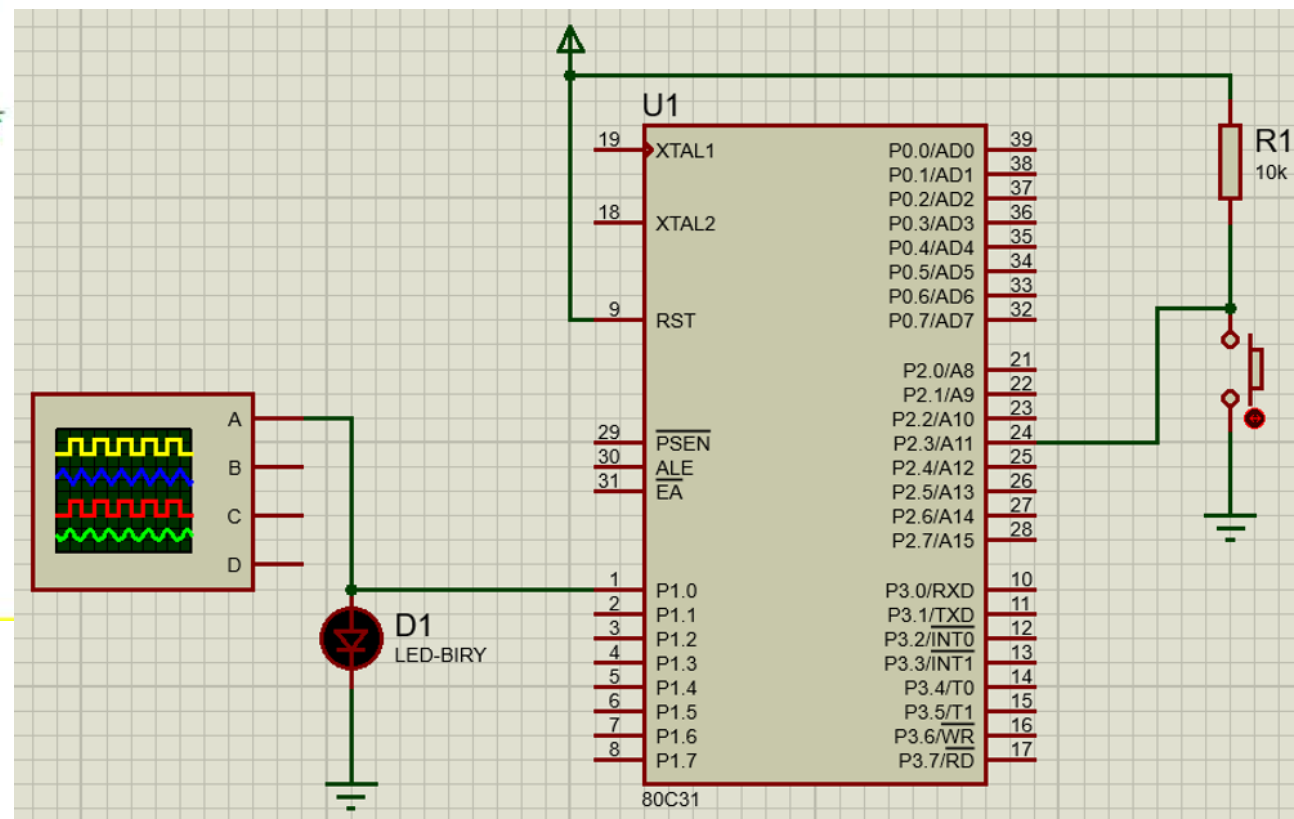 U1
19
XTAL1
18
XTAL2
9
RST
29
PSEN
30
ALE
31
EA
1
P1.0
2
P1.1
3
P1.2
4
P1.3
5
P1.4
6
P1.5
7
P1.6
8
P1.7
80C31
P0.0/AD0
39
P0.1/AD1
38
P0.2/AD2
37
P0.3/AD3
36
P0.4/AD4
35
P0.5/AD5
34
P0.6/AD6
33
P0.7/AD7
32
P2.0/A8
21
P2.1/A9
22
P2.2/A10
23
P2.3/A11
24
P2.4/A12
25
P2.5/A13
26
P2.6/A14
27
P2.7/A15
28
P3.0/RXD
10
P3.1/TXD
11
P3.2/INT0
12
P3.3/INT1
13
P3.4/T0
14
P3.5/T1
15
P3.6/WR
16
P3.7/RD
17
R1
10k
A
B
C
D
D1
LED-BIRY